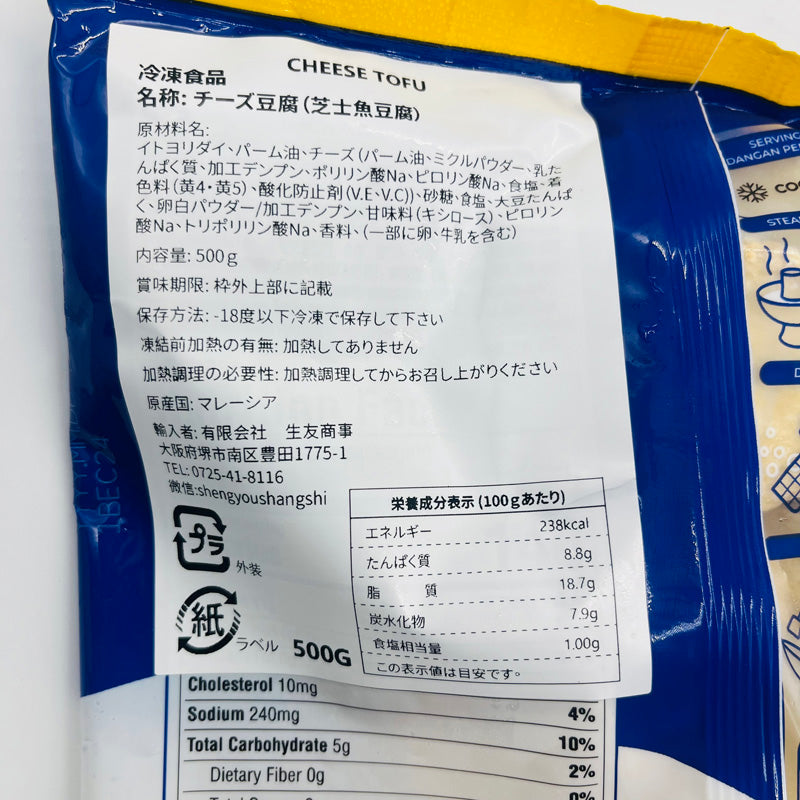 CHEESE TOFU
冷凍食品
名称: チーズ豆腐(芝士魚豆腐)
原材料名:
イトヨリダイ、パーム油、チーズ(パーム油、ミクルパウダー、乳た
んぱく質、加工デンプン、ポリリン酸Na、ピロリン酸Na、食塩、着
色料(黄4・黄5)、酸化防止剤(V.E、V.C))、砂糖、食塩、大豆たんぱ
く、卵白パウダー/加工デンプン、甘味料(キシロース)、ピロリン
酸Na、トリポリリン酸Na、香料、(一部に卵、牛乳を含む)
内容量: 500g
賞味期限: 枠外上部に記載
保存方法: -18度以下冷凍で保存して下さい
凍結前加熱の有無: 加熱してありません
加熱調理の必要性: 加熱調理してからお召し上がりください
原産国: マレーシア
輸入者: 有限会社 生友商事
大阪府堺市南区豊田1775-1
TEL: 0725-41-8116
微信:shengyoushangshi
プラ
外装
紙
ラベル 500G
栄養成分表示 (100gあたり)
エネルギー 238kcal
たんぱく質 8.8g
脂 質 18.7g
炭水化物 7.9g
食塩相当量 1.00g
この表示値は目安です。
Cholesterol 10mg
Sodium 240mg 4%
Total Carbohydrate 5g 10%
Dietary Fiber 0g 2%
0%
SERVING
DANGAN PE
COO
STEA